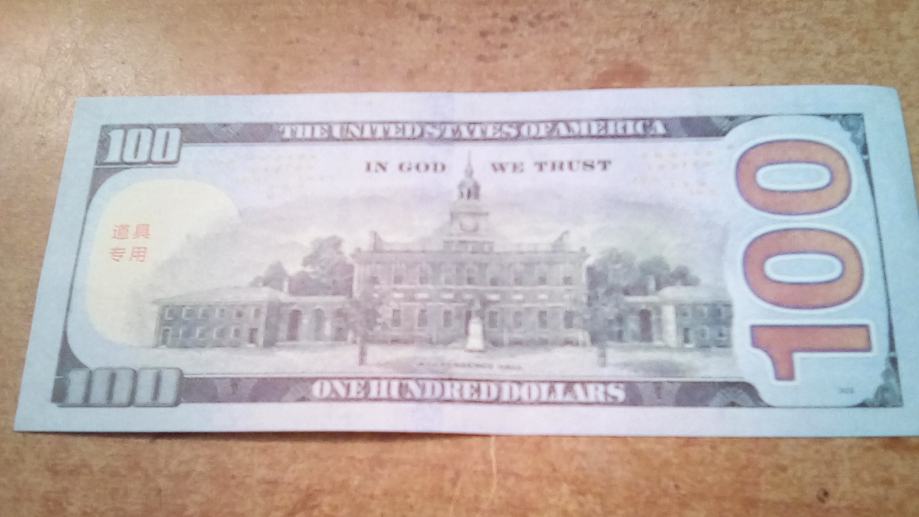 THE UNITED STATES OF AMERICA
100
IN GOD WE TRUST
道具
专用
100
ONE HUNDRED DOLLARS
100